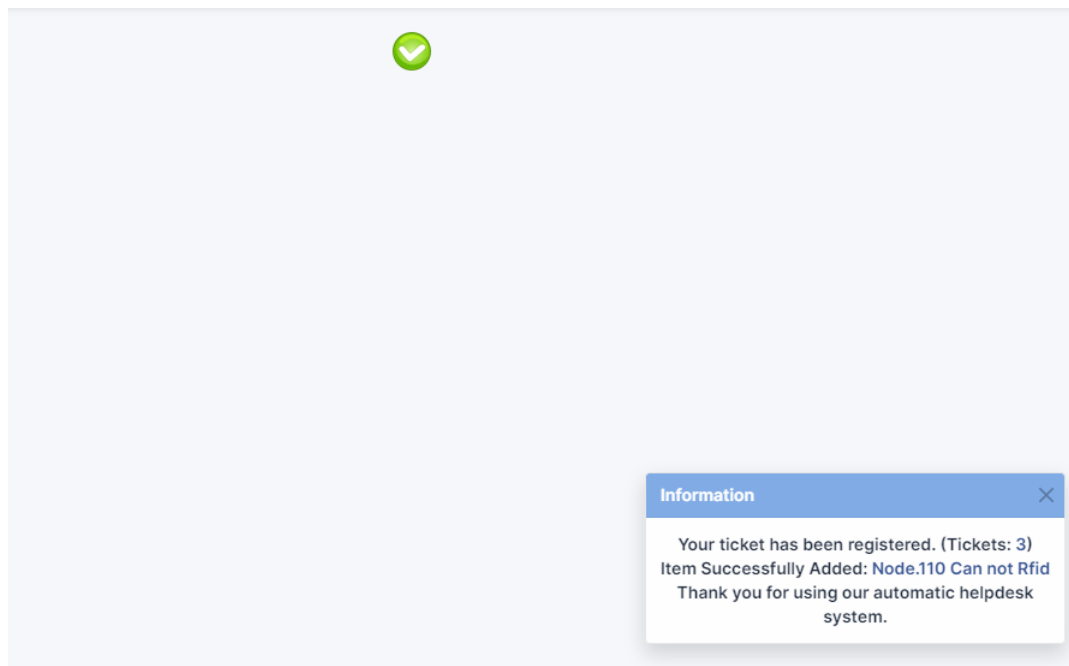 Information
Your ticket has been registered. (Tickets: 3)
Item Successfully Added: Node.110 Can not Rfid
Thank you for using our automatic helpdesk
system.